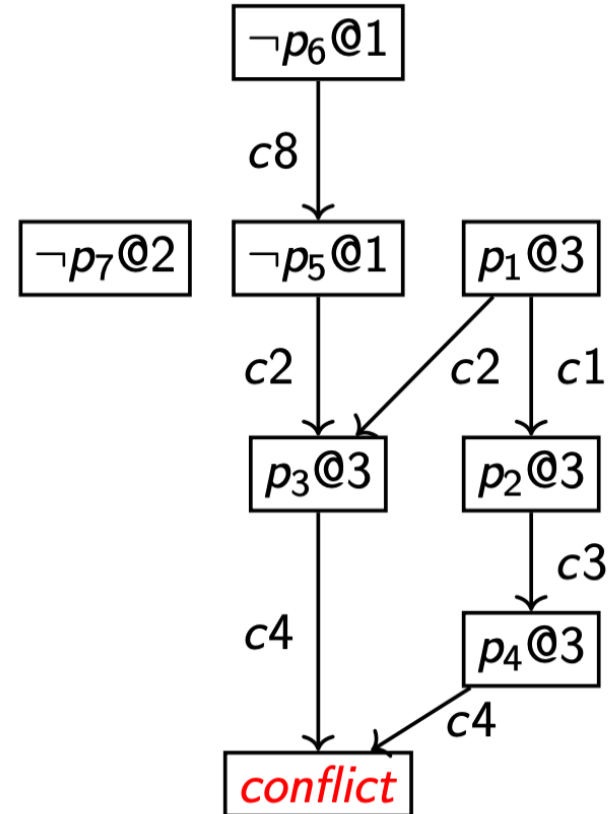 ¬p₆@1
c8
¬p₇@2 ¬p₅@1 p₁@3
c2 c2 c1
p₃@3 p₂@3
c3
c4 p₄@3
c4
conflict